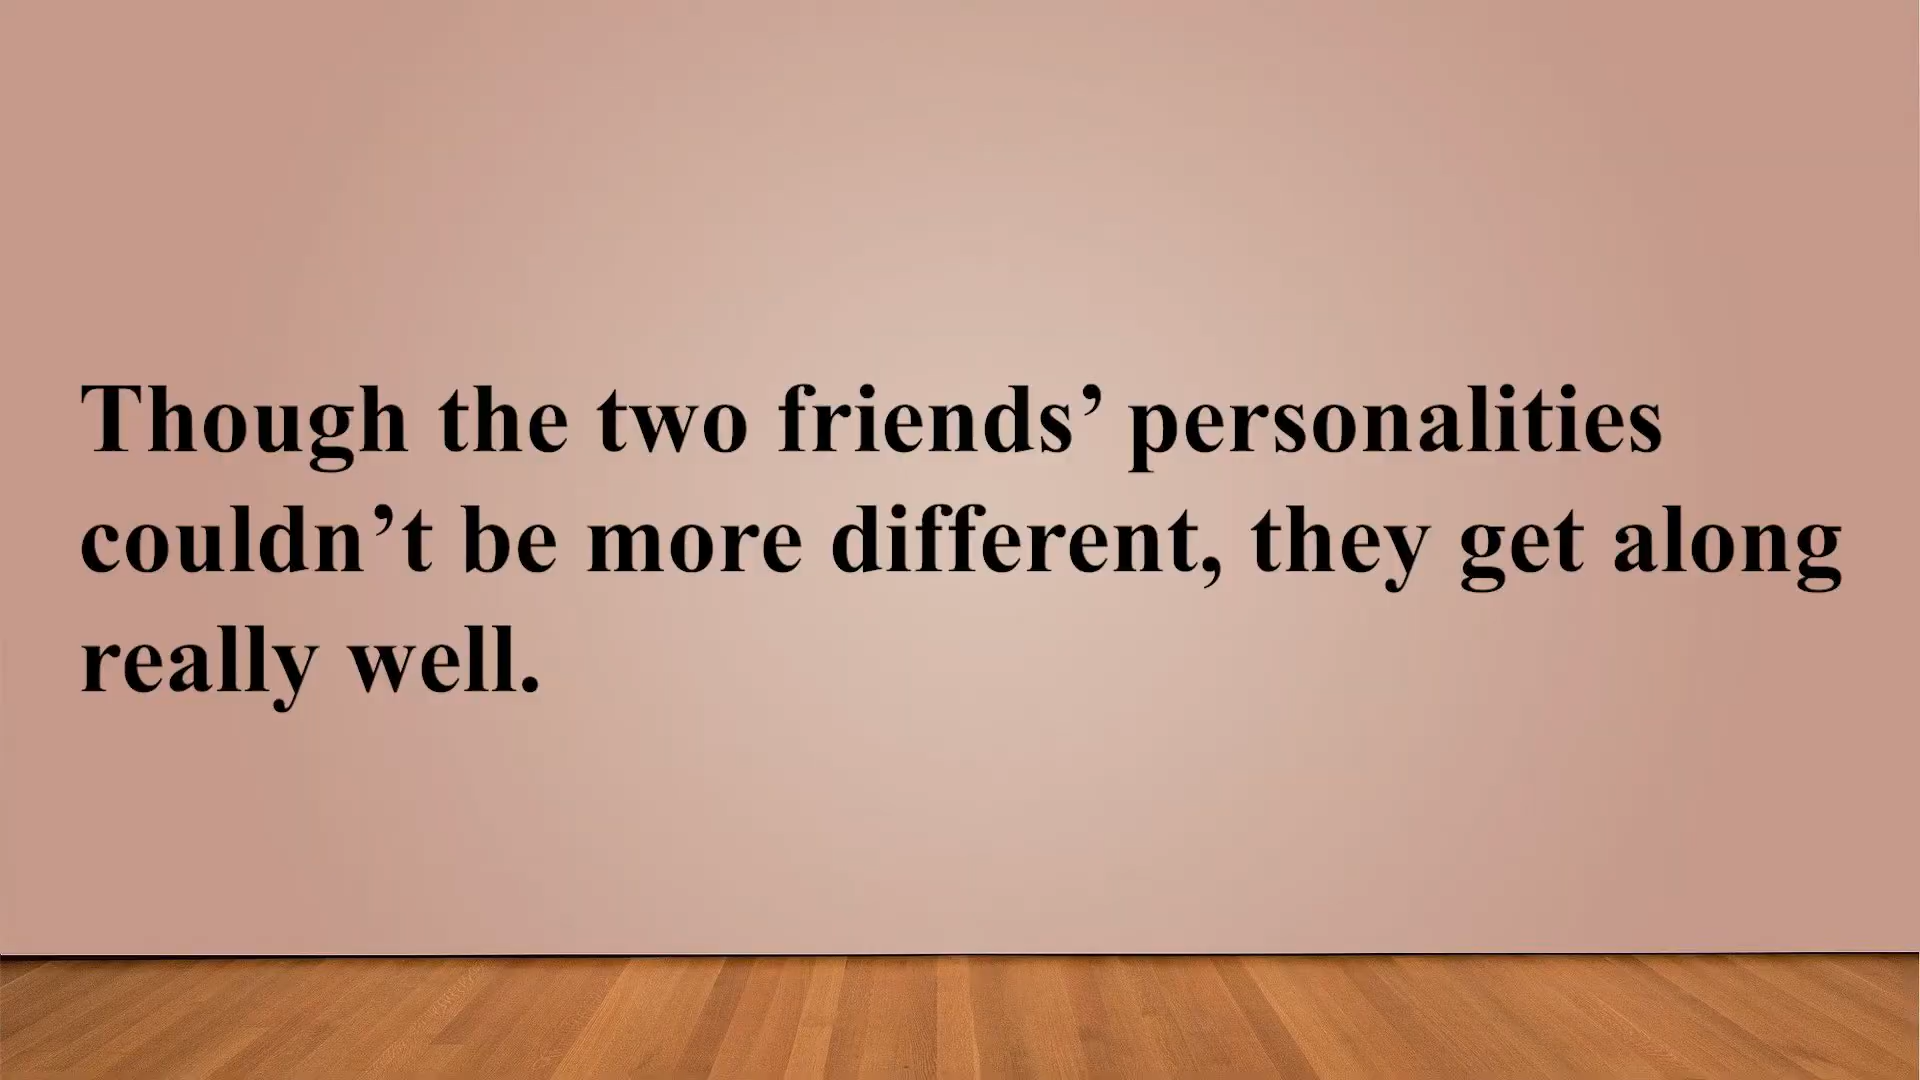 Though the two friends’ personalities
couldn’t be more different, they get along
really well.